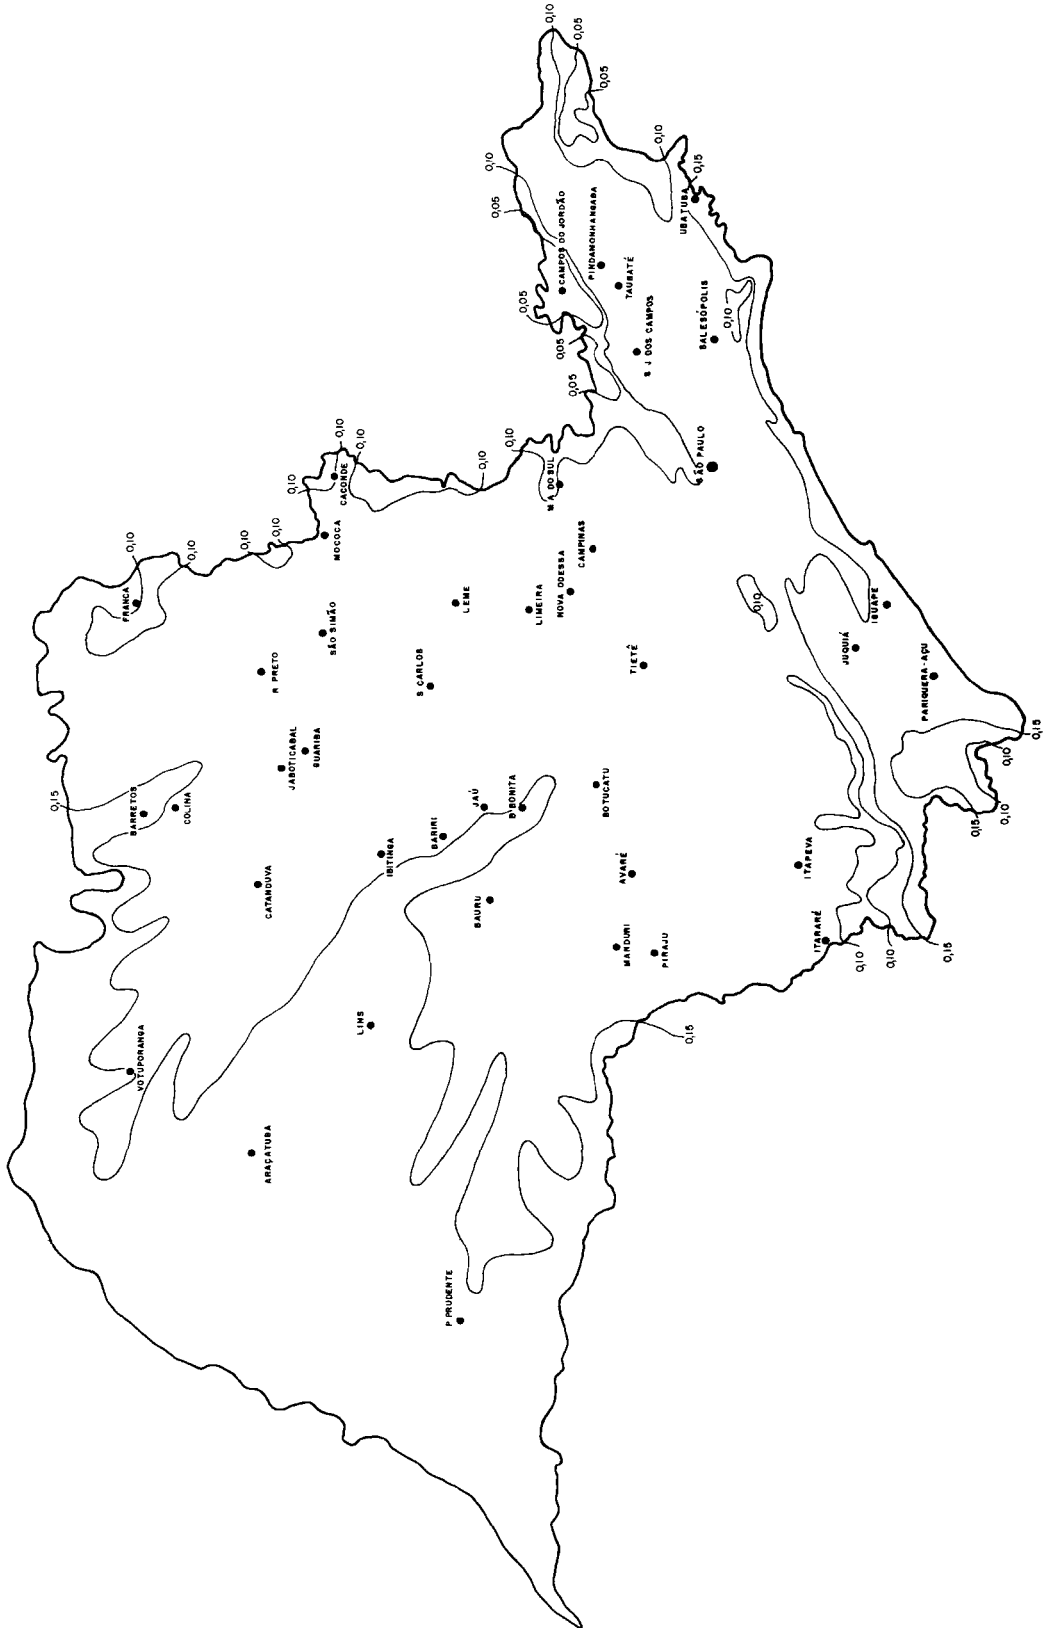 0,10
0,05
0,05
0,10
0,15
UBATUBA
0,10
0,05
CAMPOS DO JORDÃO
PINDAMONHANGABA
TAUBATÉ
0,05
0,05
0,05
S J DOS CAMPOS
SALESÓPOLIS
0,10
0,10
0,10
0,10
CACONDE
0,10
0,10
M A DO SUL
SÃO PAULO
MOCOCA
0,10
0,10
0,10
0,10
FRANCA
SÃO SIMÃO
R PRETO
LEME
LIMEIRA
NOVA ODESSA
CAMPINAS
S CARLOS
TIETÊ
0,10
IGUAPE
JUQUIÁ
PARIQUERA-AÇU
JABOTICABAL
GUARIBA
0,15
BARRETOS
COLINA
JAÚ
B BONITA
BARIRI
IBITINGA
CATANDUVA
BOTUCATU
AVARÉ
BAURU
MANDURI
PIRAJU
ITAPEVA
ITARARÉ
0,15
0,10
0,10
0,15
0,10
0,10
0,15
0,15
LINS
VOTUPORANGA
ARAÇATUBA
P PRUDENTE